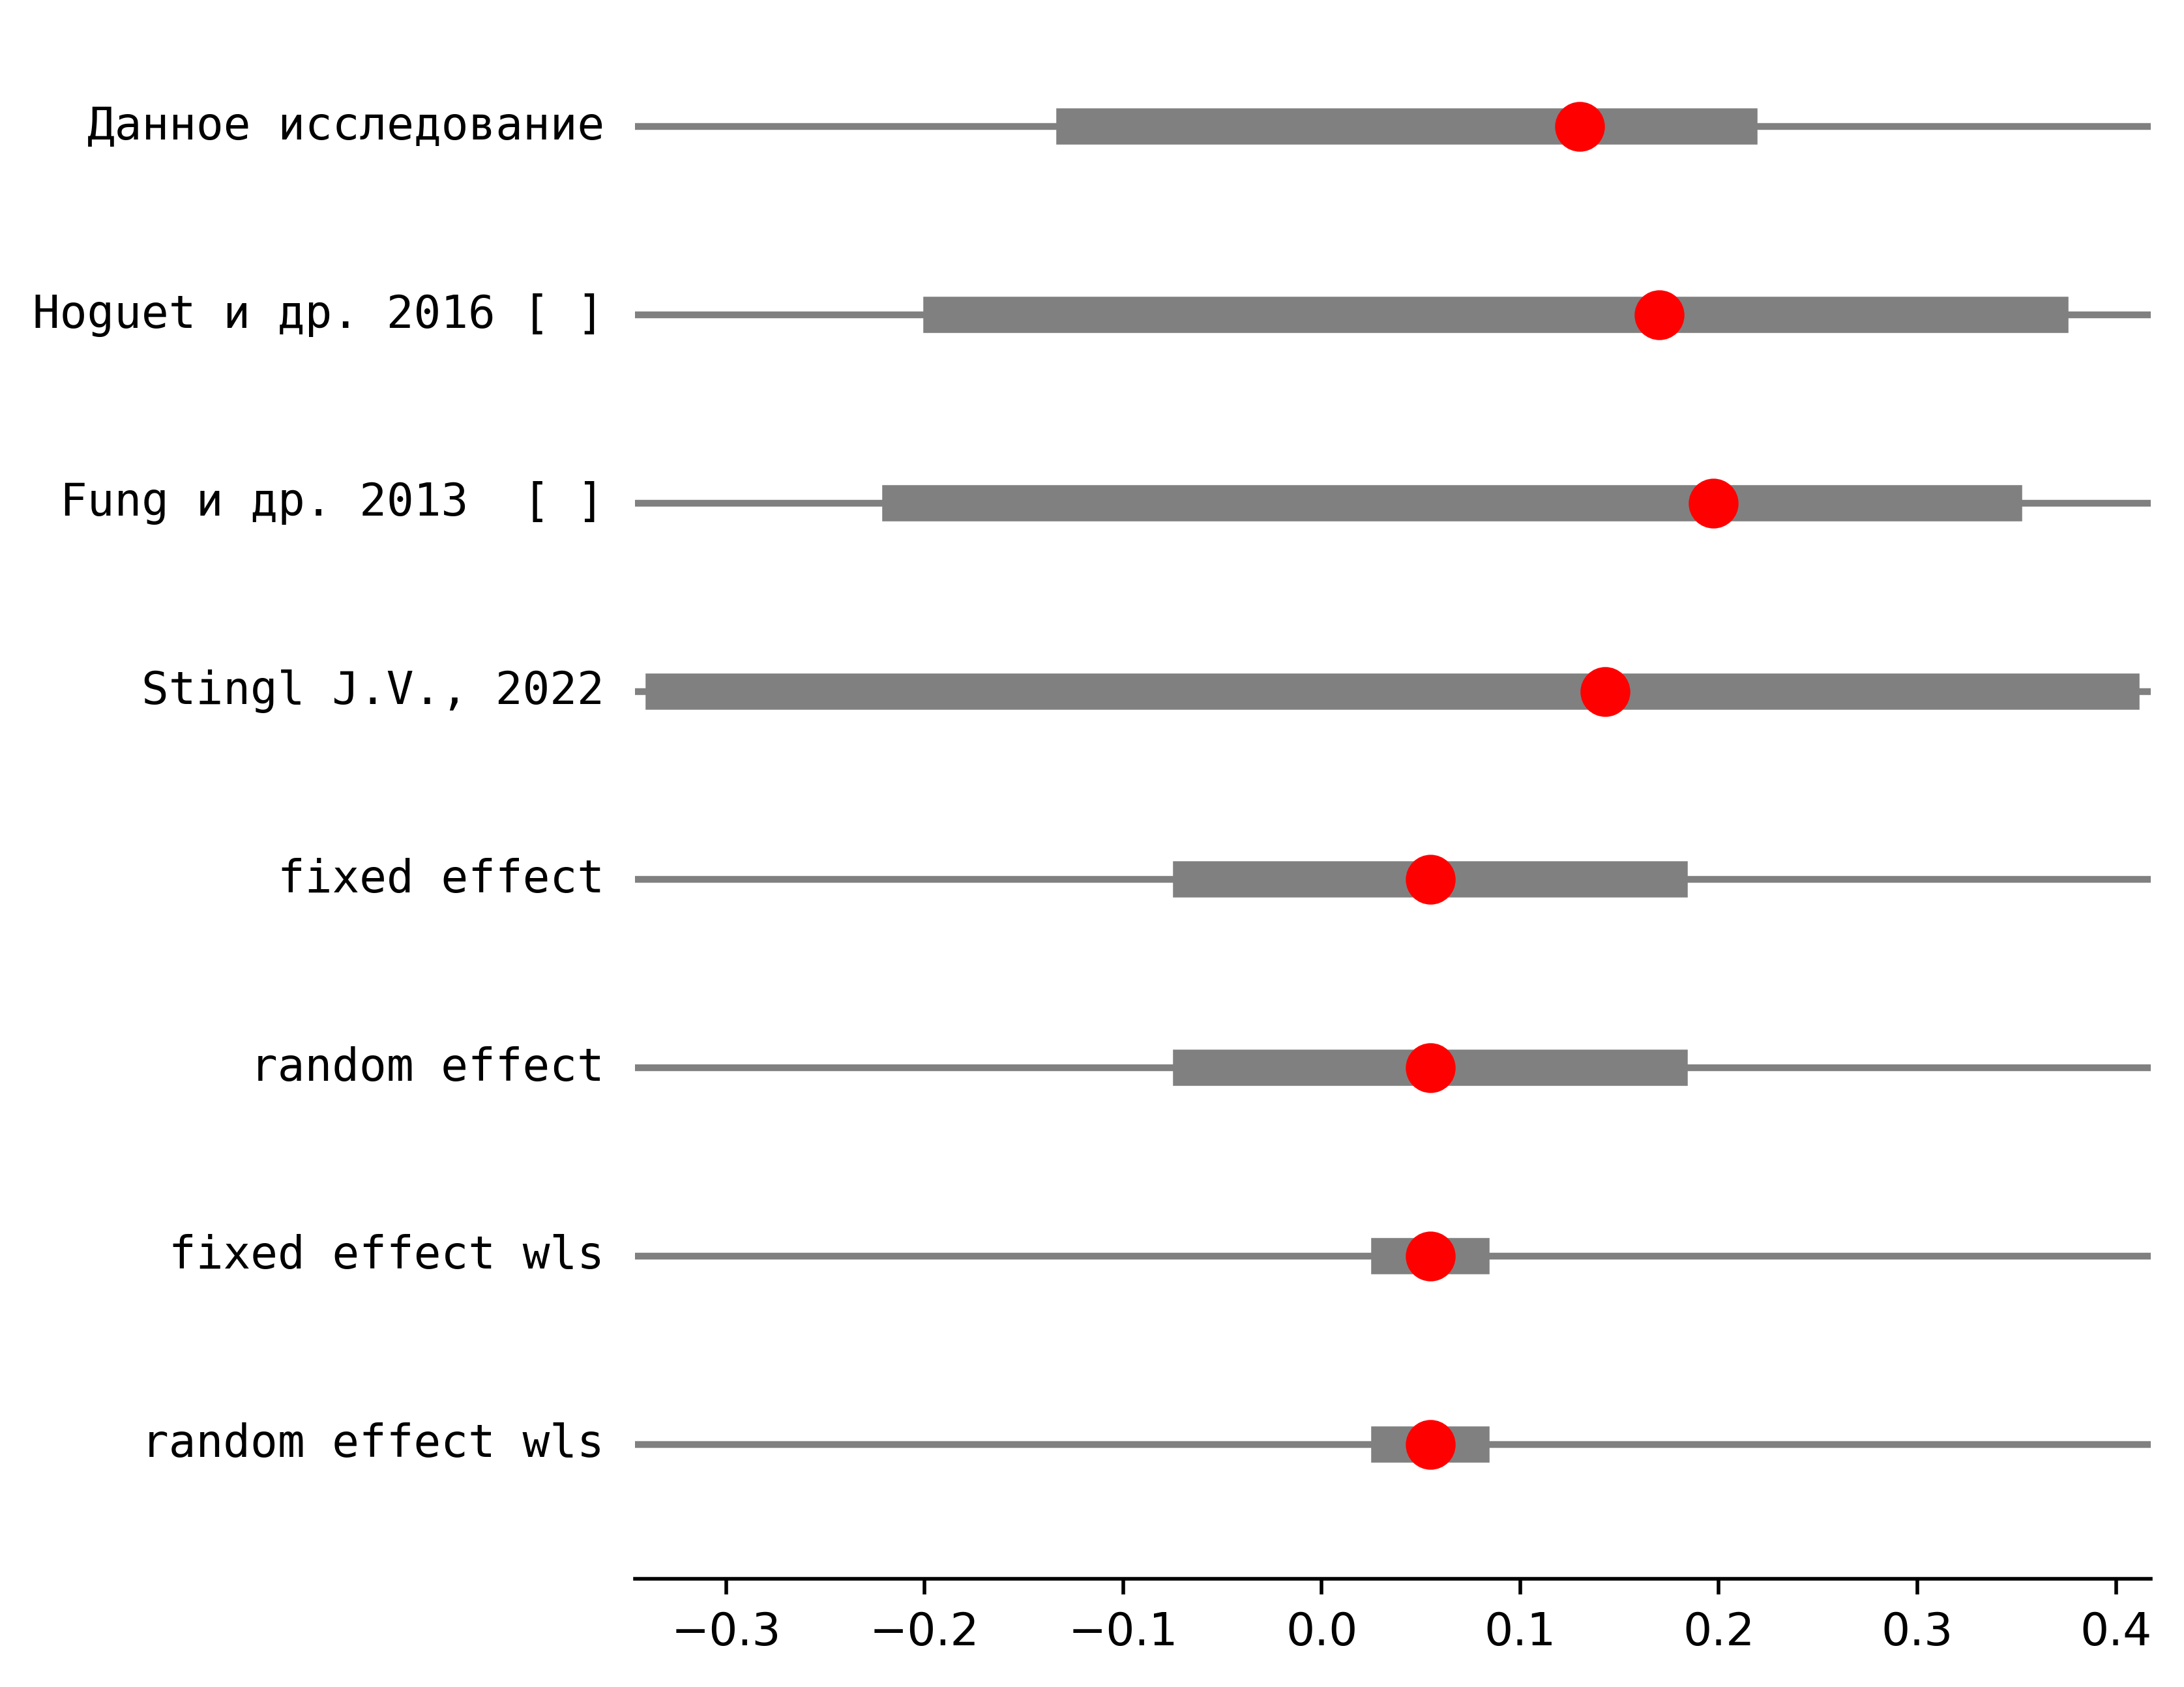 Данное исследование
Hoguet и др. 2016 [ ]
Fung и др. 2013  [ ]
Stingl J.V., 2022
fixed effect
random effect
fixed effect wls
random effect wls
−0.3 −0.2 −0.1 0.0 0.1 0.2 0.3 0.4